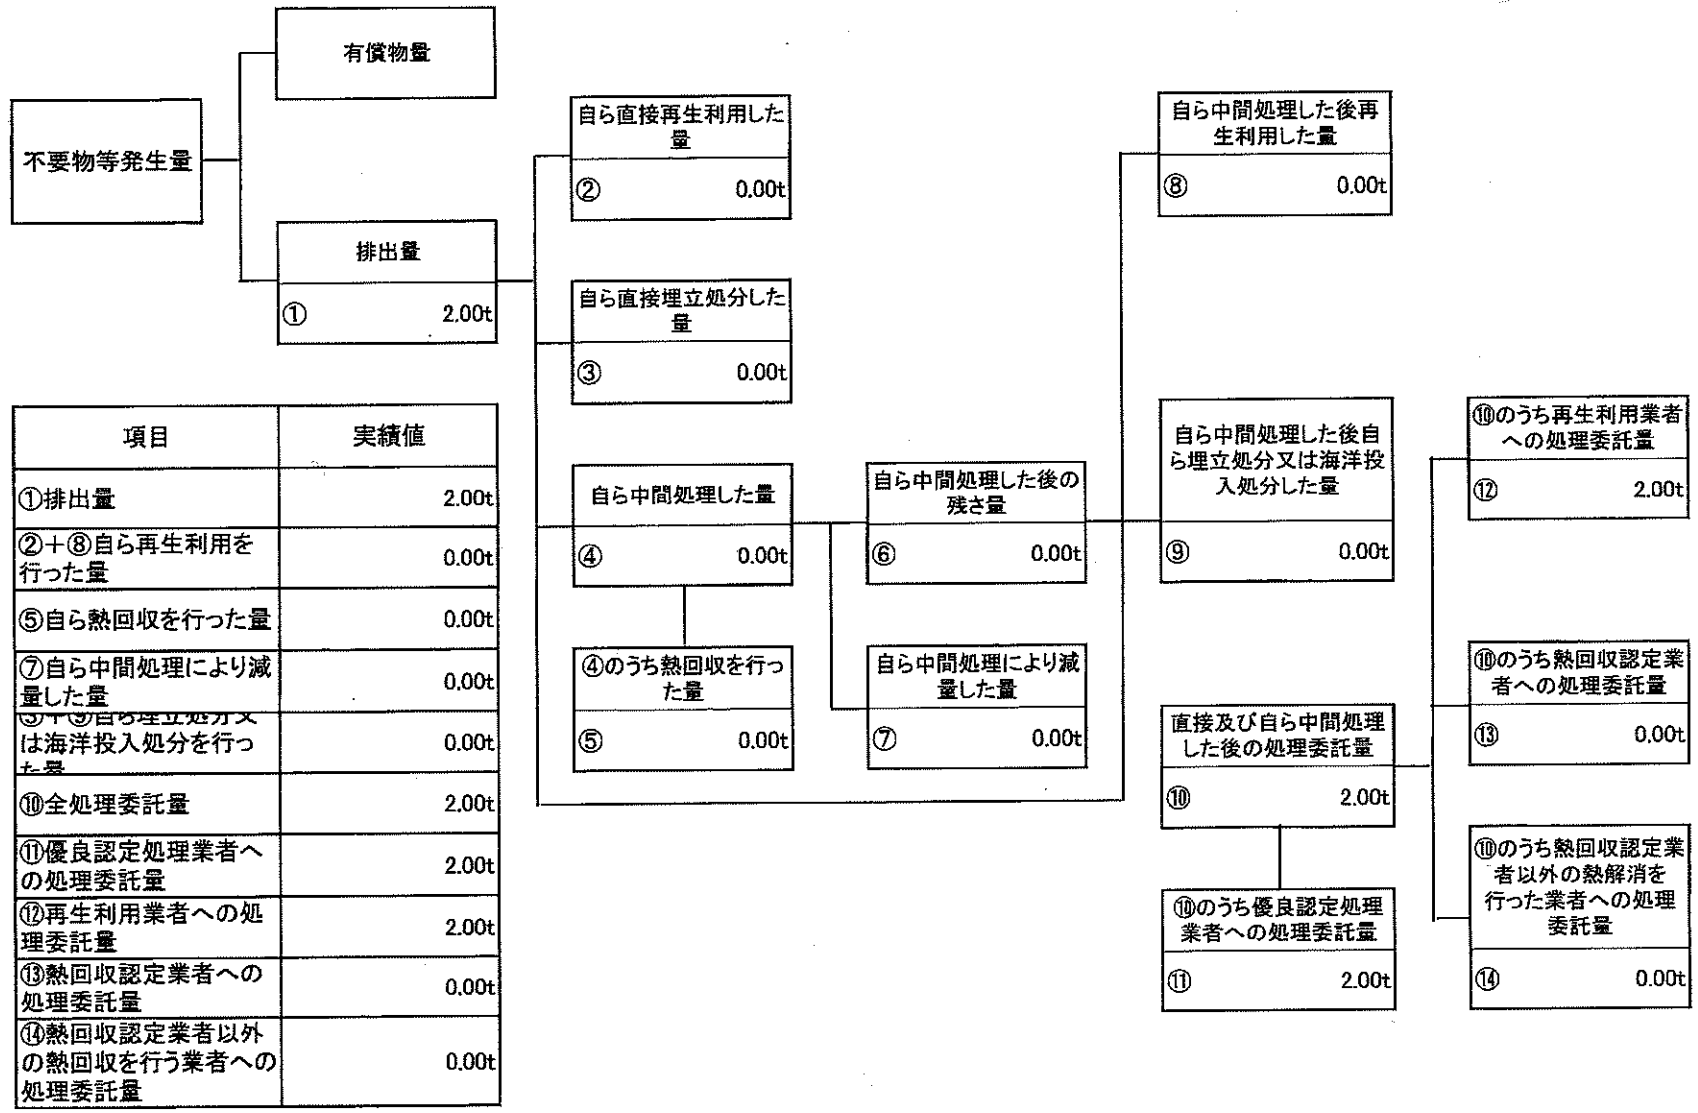 有償物量
不要物等発生量
排出量
① 2.00t
自ら直接再生利用した
量
② 0.00t
自ら直接埋立処分した
量
③ 0.00t
自ら中間処理した量
④ 0.00t
④のうち熱回収を行っ
た量
⑤ 0.00t
自ら中間処理した後の
残さ量
⑥ 0.00t
自ら中間処理により減
量した量
⑦ 0.00t
自ら中間処理した後再
生利用した量
⑧ 0.00t
自ら中間処理した後自
ら埋立処分又は海洋投
入処分した量
⑨ 0.00t
直接及び自ら中間処理
した後の処理委託量
⑩ 2.00t
⑩のうち優良認定処理
業者への処理委託量
⑪ 2.00t
⑩のうち再生利用業者
への処理委託量
⑫ 2.00t
⑩のうち熱回収認定業
者への処理委託量
⑬ 0.00t
⑩のうち熱回収認定業
者以外の熱解消を
行った業者への処理
委託量
⑭ 0.00t
項目 実績値
①排出量 2.00t
②+⑧自ら再生利用を
行った量 0.00t
⑤自ら熱回収を行った量 0.00t
⑦自ら中間処理により減
量した量 0.00t
③+⑨自ら埋立処分又
は海洋投入処分を行っ
た量 0.00t
⑩全処理委託量 2.00t
⑪優良認定処理業者へ
の処理委託量 2.00t
⑫再生利用業者への処
理委託量 2.00t
⑬熱回収認定業者への
処理委託量 0.00t
⑭熱回収認定業者以外
の熱回収を行う業者への
処理委託量 0.00t